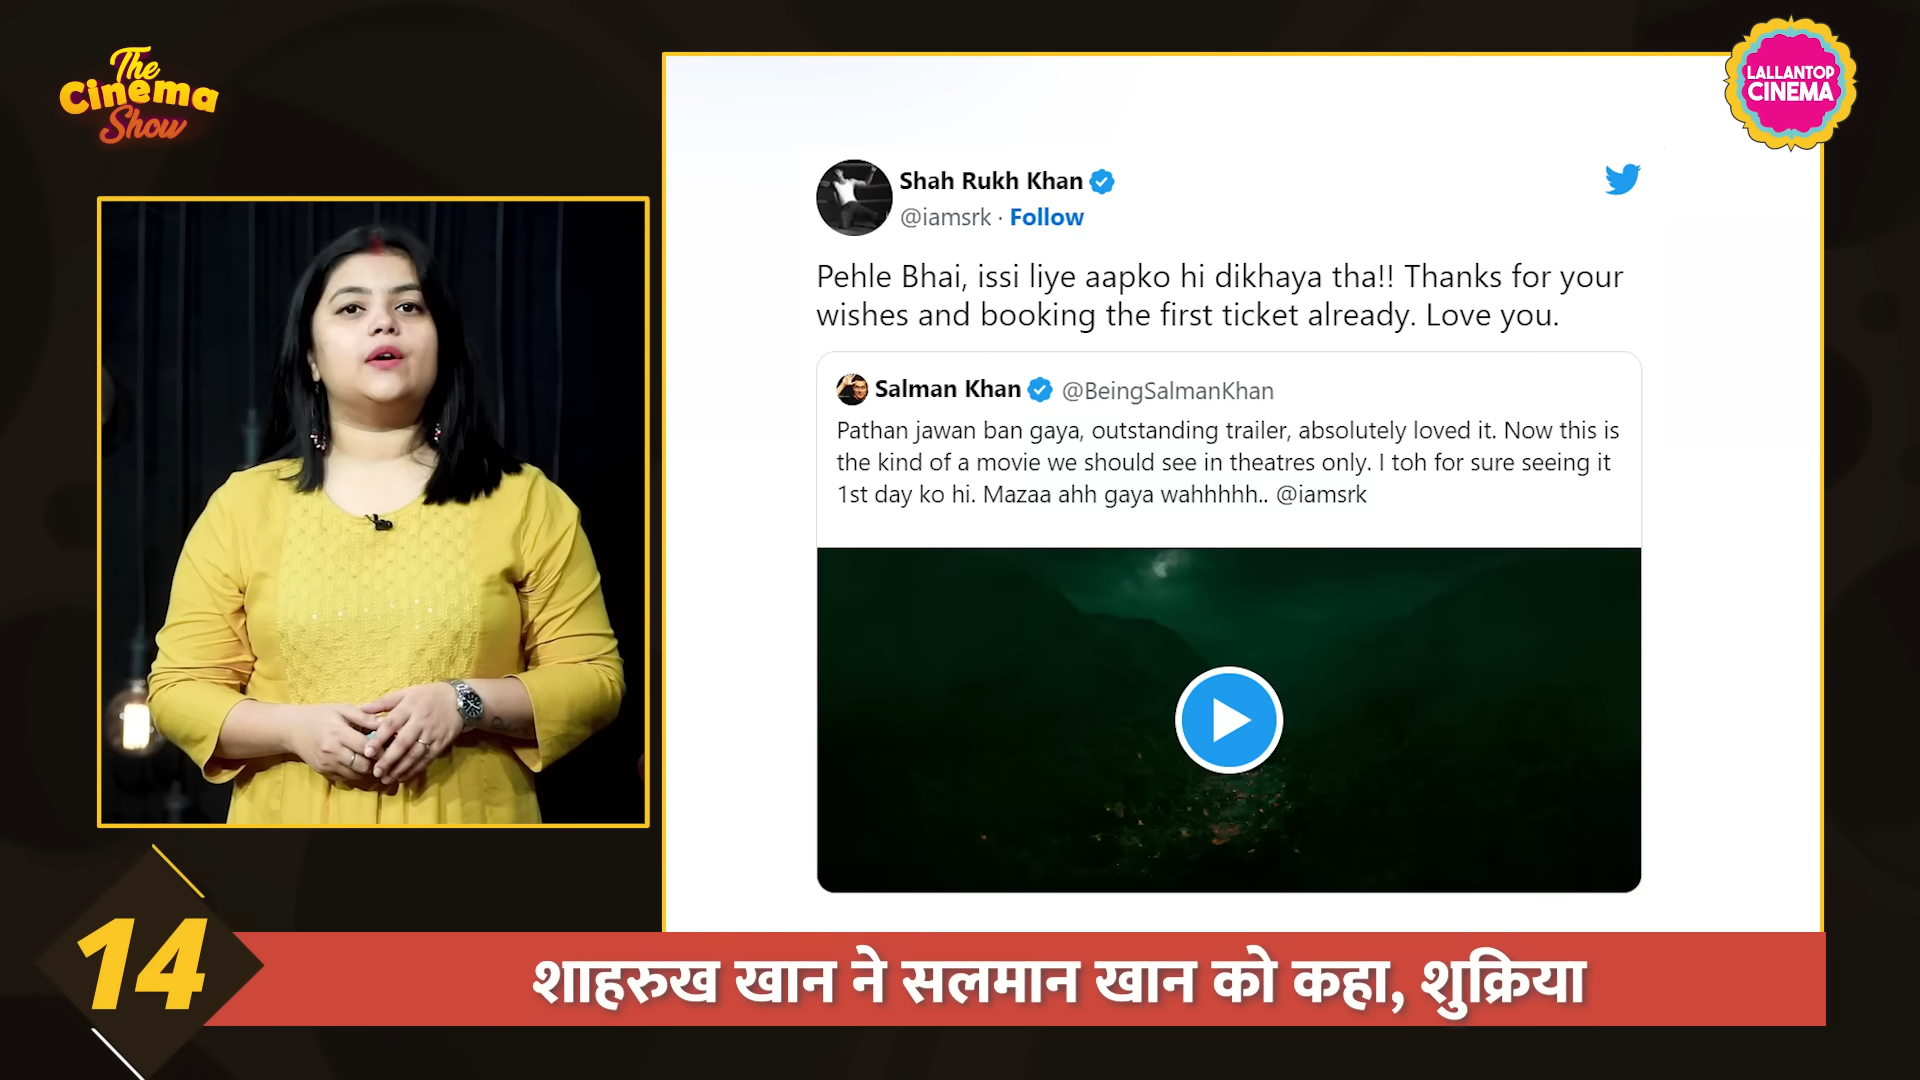 The
Cinema
Show
LALLANTOP
CINEMA
Shah Rukh Khan
@iamsrk · Follow
Pehle Bhai, issi liye aapko hi dikhaya tha!! Thanks for your
wishes and booking the first ticket already. Love you.
Salman Khan @BeingSalmanKhan
Pathan jawan ban gaya, outstanding trailer, absolutely loved it. Now this is
the kind of a movie we should see in theatres only. I toh for sure seeing it
1st day ko hi. Mazaa ahh gaya wahhhhh.. @iamsrk
14
शाहरुख खान ने सलमान खान को कहा, शुक्रिया